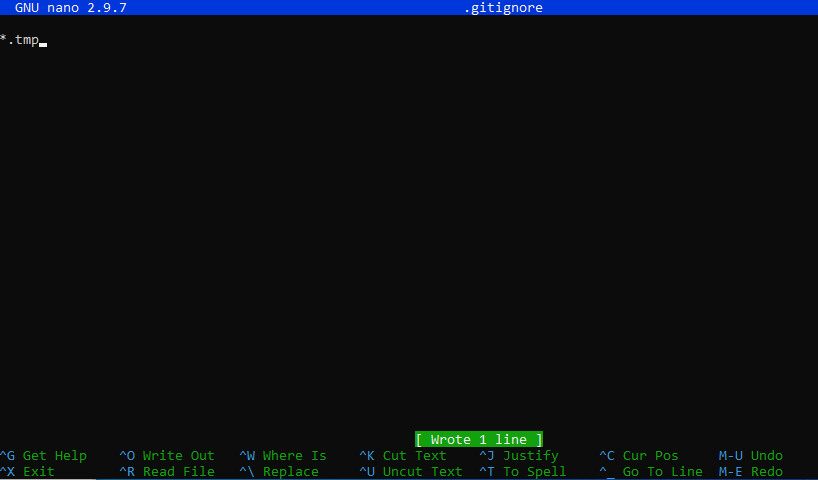 GNU nano 2.9.7 .gitignore
*.tmp
[ Wrote 1 line ]
^G Get Help ^O Write Out ^W Where Is ^K Cut Text ^J Justify ^C Cur Pos M-U Undo
^X Exit ^R Read File ^\ Replace ^U Uncut Text ^T To Spell ^_ Go To Line M-E Redo